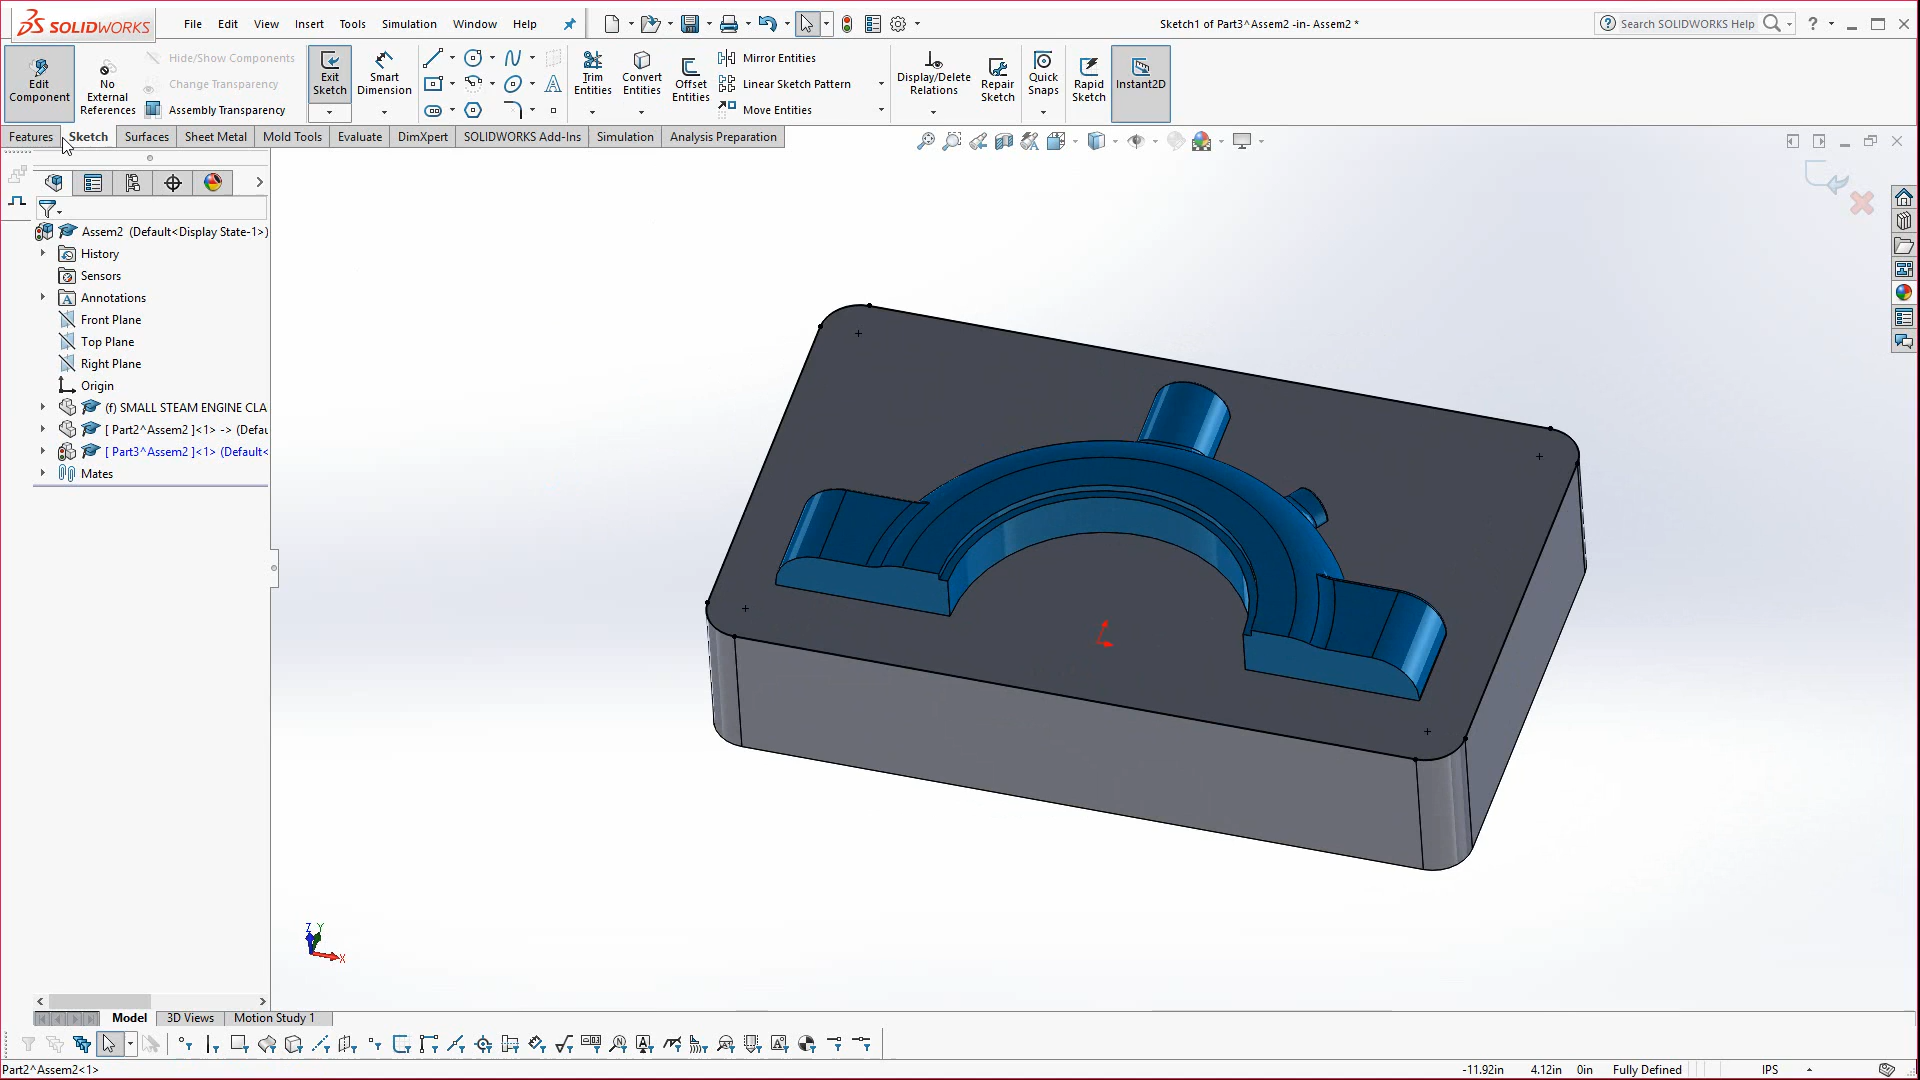 SOLIDWORKS
File Edit View Insert Tools Simulation Window Help
Sketch1 of Part3^Assem2 -in- Assem2 *
Search SOLIDWORKS Help
Edit Component
No External References
Hide/Show Components
Change Transparency
Assembly Transparency
Exit Sketch
Smart Dimension
Trim Entities
Convert Entities
Offset Entities
Mirror Entities
Linear Sketch Pattern
Move Entities
Display/Delete Relations
Repair Sketch
Quick Snaps
Rapid Sketch
Instant2D
Features Sketch Surfaces Sheet Metal Mold Tools Evaluate DimXpert SOLIDWORKS Add-Ins Simulation Analysis Preparation
Assem2 (Default<Display State-1>)
History
Sensors
Annotations
Front Plane
Top Plane
Right Plane
Origin
(f) SMALL STEAM ENGINE CLA
[ Part2^Assem2 ]<1> -> (Defau
[ Part3^Assem2 ]<1> (Default<
Mates
Z Y
X
Model 3D Views Motion Study 1
Part2^Assem2<1>
-11.92in 4.12in 0in Fully Defined IPS